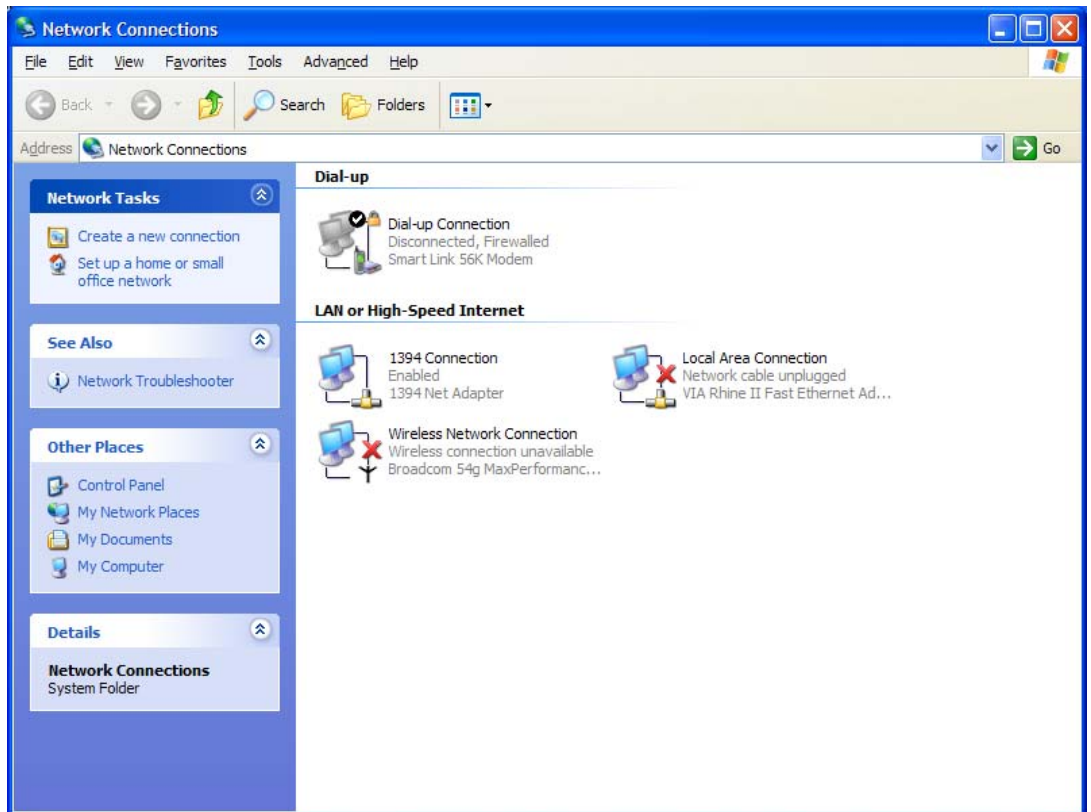 Network Connections
File Edit View Favorites Tools Advanced Help
Back Search Folders
Address Network Connections Go
Network Tasks
Create a new connection
Set up a home or small
office network
See Also
Network Troubleshooter
Other Places
Control Panel
My Network Places
My Documents
My Computer
Details
Network Connections
System Folder
Dial-up
Dial-up Connection
Disconnected, Firewalled
Smart Link 56K Modem
LAN or High-Speed Internet
1394 Connection
Enabled
1394 Net Adapter
Local Area Connection
Network cable unplugged
VIA Rhine II Fast Ethernet Ad...
Wireless Network Connection
Wireless connection unavailable
Broadcom 54g MaxPerformanc...